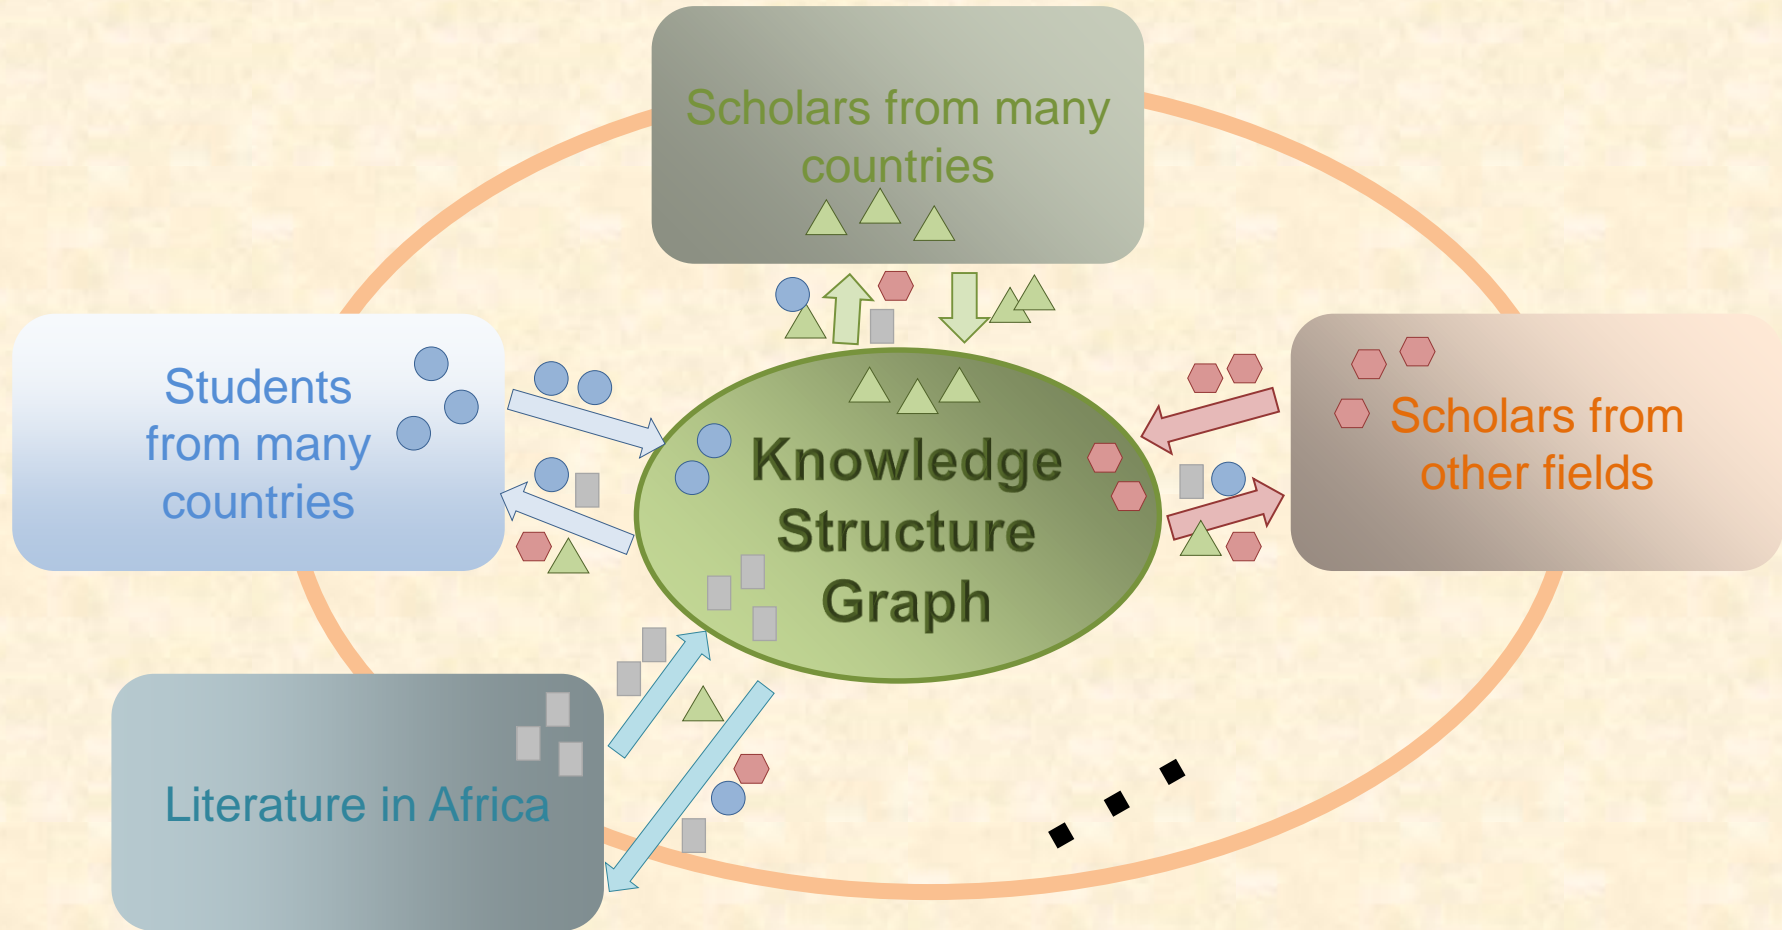 Scholars from many
countries
Students
from many
countries
Knowledge
Structure
Graph
Scholars from
other fields
Literature in Africa